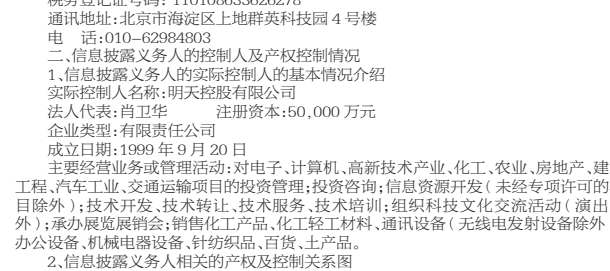 税务登记证号码: 110108633626278
通讯地址:北京市海淀区上地群英科技园 4 号楼
电 话:010-62984803
二、信息披露义务人的控制人及产权控制情况
1、信息披露义务人的实际控制人的基本情况介绍
实际控制人名称:明天控股有限公司
法人代表:肖卫华 注册资本:50,000 万元
企业类型:有限责任公司
成立日期:1999 年 9 月 20 日
主要经营业务或管理活动:对电子、计算机、高新技术产业、化工、农业、房地产、建
工程、汽车工业、交通运输项目的投资管理;投资咨询;信息资源开发(未经专项许可的
目除外);技术开发、技术转让、技术服务、技术培训;组织科技文化交流活动(演出
外);承办展览展销会;销售化工产品、化工轻工材料、通讯设备(无线电发射设备除外
办公设备、机械电器设备、针纺织品、百货、土产品。
2、信息披露义务人相关的产权及控制关系图